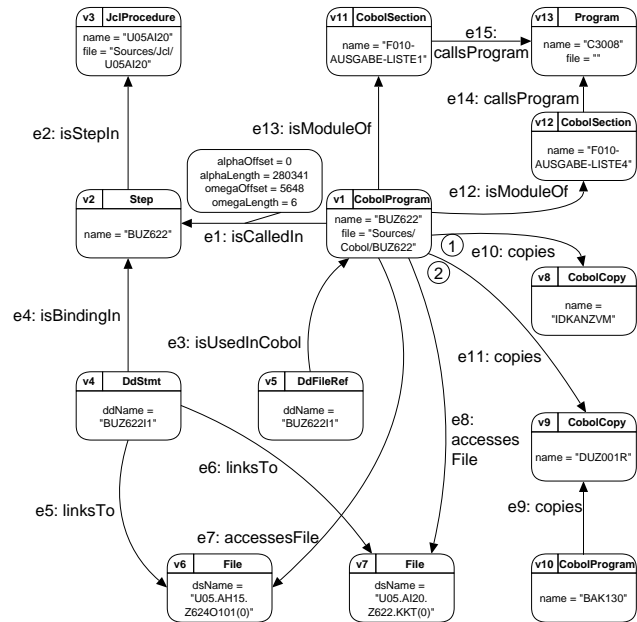 v3 JclProcedure
name = "U05AI20"
file =
"Sources/Jcl/
U05AI20"
v11 CobolSection
name = "F010-
AUSGABE-LISTE1"
e15:
callsProgram
v13 Program
name = "C3008"
file = ""
e14: callsProgram
v12 CobolSection
name = "F010-
AUSGABE-LISTE4"
e2: isStepIn
e13: isModuleOf
alphaOffset = 0
alphaLength = 280341
omegaOffset = 5648
omegaLength = 6
e12: isModuleOf
v2 Step
name = "BUZ622"
v1 CobolProgram
name = "BUZ622"
file = "Sources/
Cobol/BUZ622"
e1: isCalledIn
1
2
e10: copies
v8 CobolCopy
name =
"IDKANZVM"
e4: isBindingIn
e3: isUsedInCobol
e11: copies
v4 DdStmt
ddName =
"BUZ622I1"
v5 DdFileRef
ddName =
"BUZ622I1"
e8:
accesses
File
v9 CobolCopy
name = "DUZ001R"
e6: linksTo
e5: linksTo
e9: copies
e7: accessesFile
v6 File
dsName =
"U05.AH15.
Z624O101(0)"
v7 File
dsName =
"U05.AI20.
Z622.KKT(0)"
v10 CobolProgram
name = "BAK130"